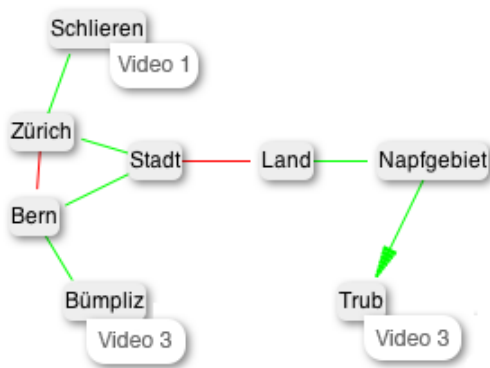 Schlieren
Video 1
Zürich
Stadt
Land
Napfgebiet
Bern
Bümpliz
Video 3
Trub
Video 3